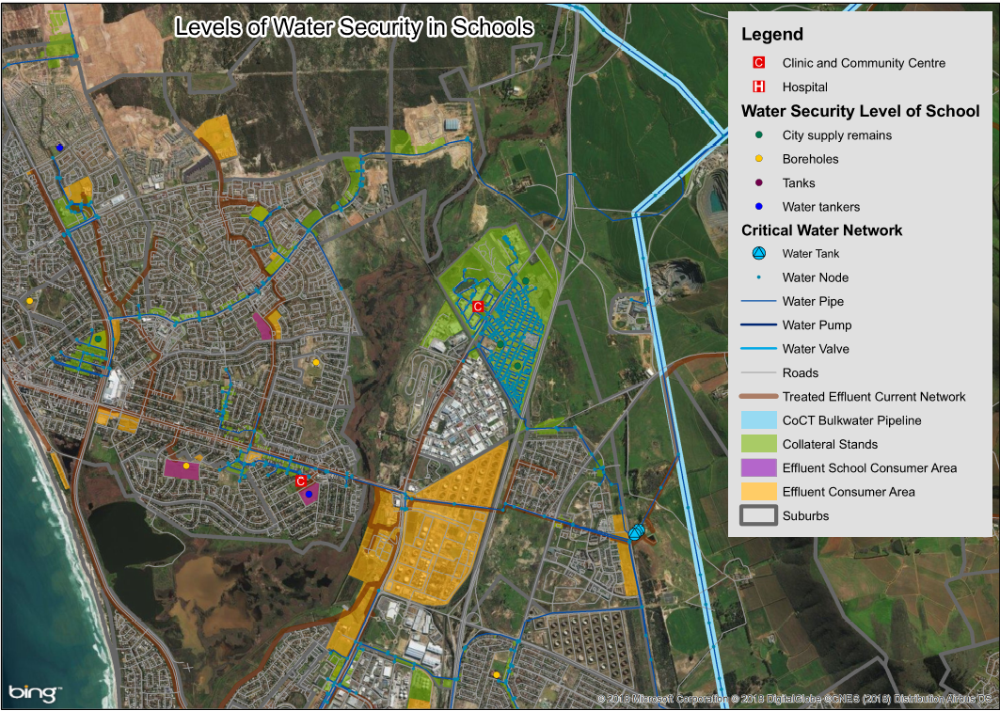 Levels of Water Security in Schools
Legend
C Clinic and Community Centre
H Hospital
Water Security Level of School
City supply remains
Boreholes
Tanks
Water tankers
Critical Water Network
Water Tank
Water Node
Water Pipe
Water Pump
Water Valve
Roads
Treated Effluent Current Network
CoCT Bulkwater Pipeline
Collateral Stands
Effluent School Consumer Area
Effluent Consumer Area
Suburbs
C
C
bing™
© 2018 Microsoft Corporation © 2018 DigitalGlobe ©CNES (2018) Distribution Airbus DS